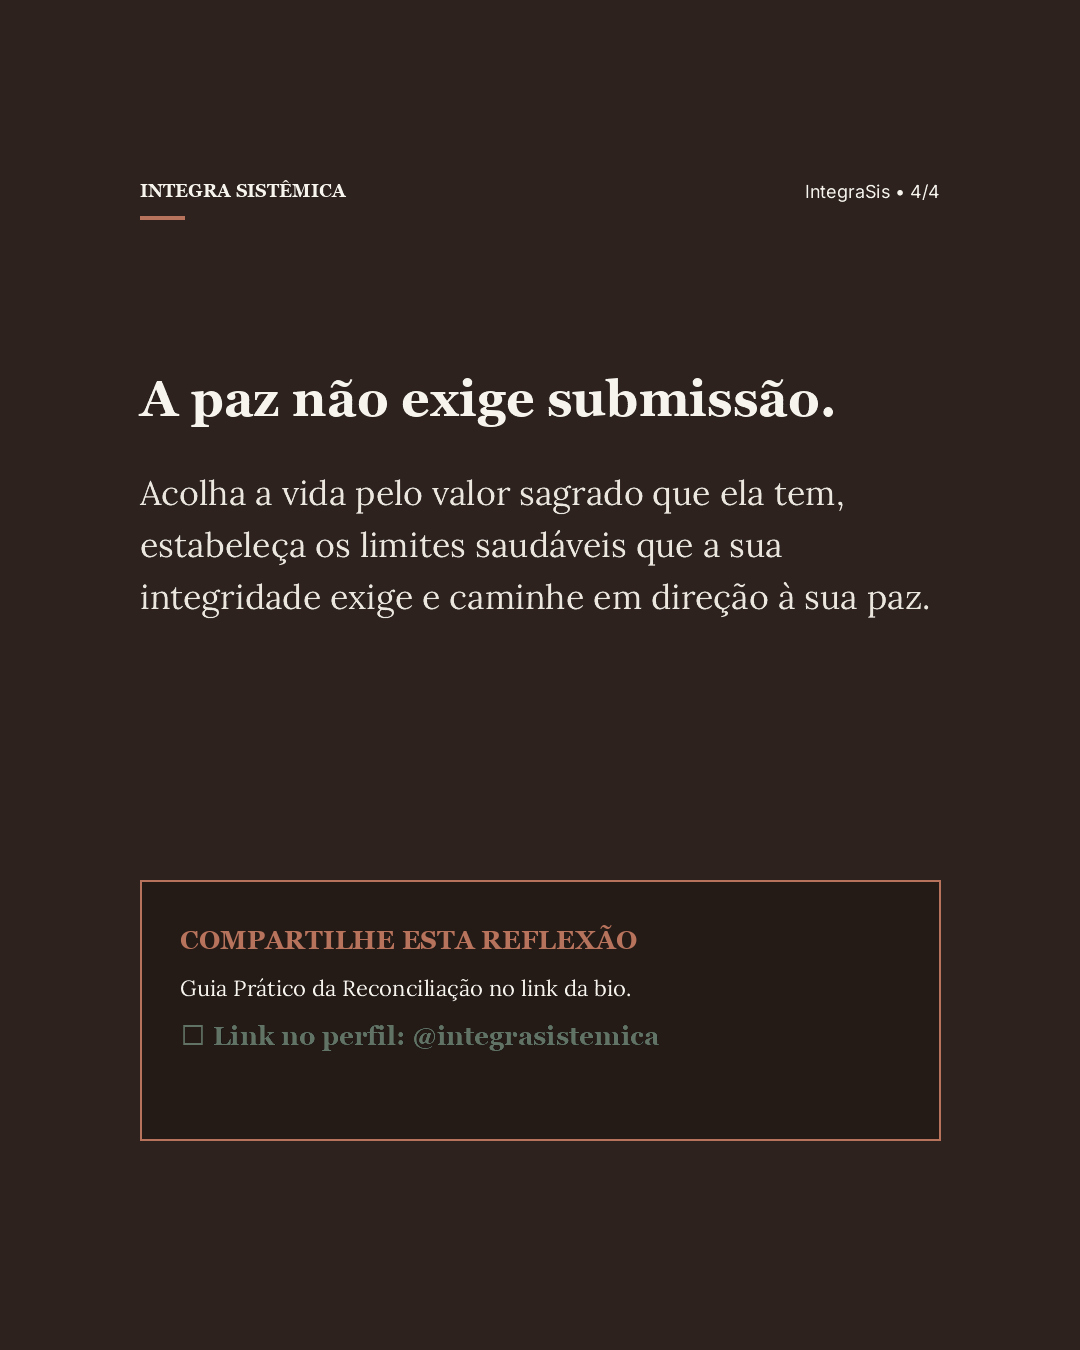 INTEGRA SISTÊMICA
IntegraSis • 4/4
A paz não exige submissão.
Acolha a vida pelo valor sagrado que ela tem,
estabeleça os limites saudáveis que a sua
integridade exige e caminhe em direção à sua paz.
COMPARTILHE ESTA REFLEXÃO
Guia Prático da Reconciliação no link da bio.
☐ Link no perfil: @integrasistemica